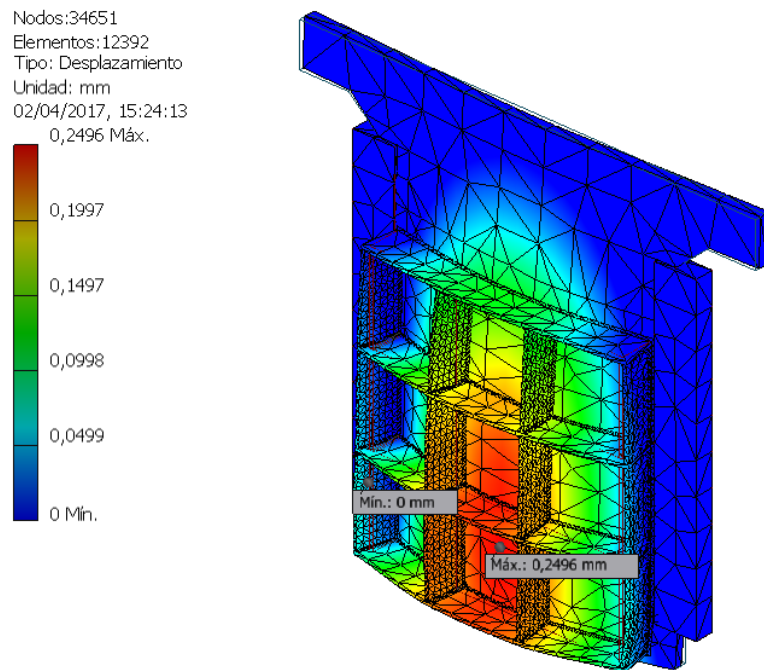 Nodos:34651
Elementos:12392
Tipo: Desplazamiento
Unidad: mm
02/04/2017, 15:24:13
0,2496 Máx.
0,1997
0,1497
0,0998
0,0499
0 Mín.
Mín.: 0 mm
Máx.: 0,2496 mm